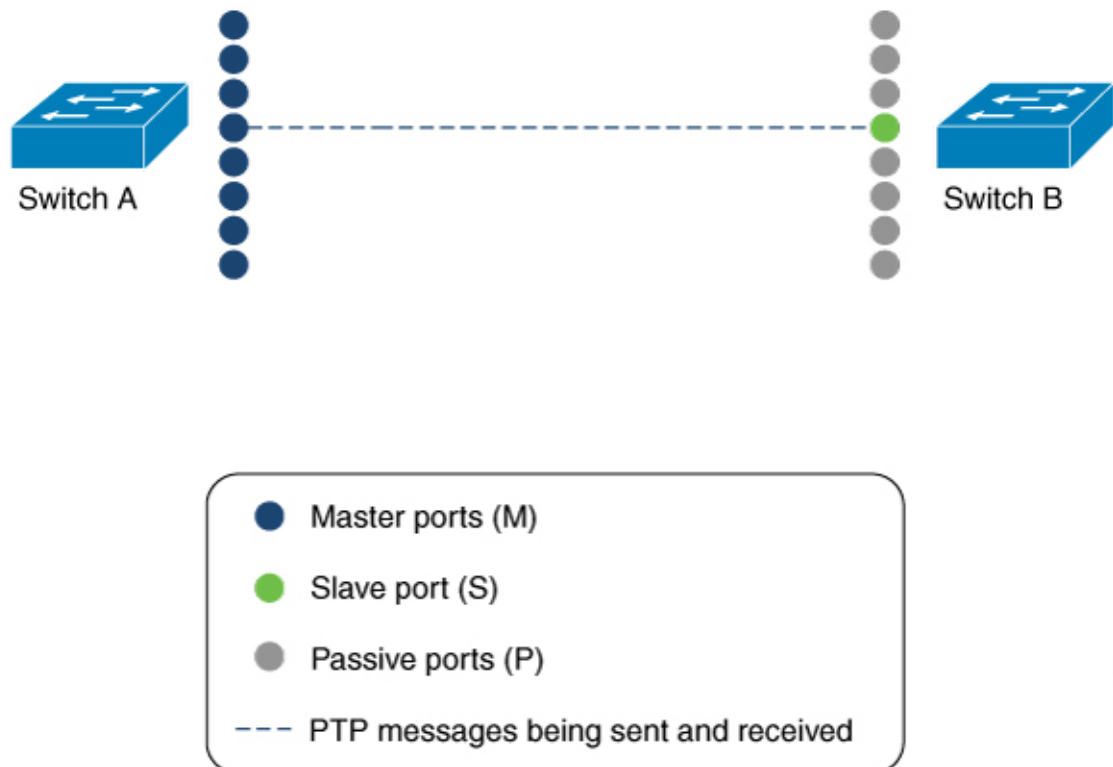 Switch A
Switch B
Master ports (M)
Slave port (S)
Passive ports (P)
PTP messages being sent and received